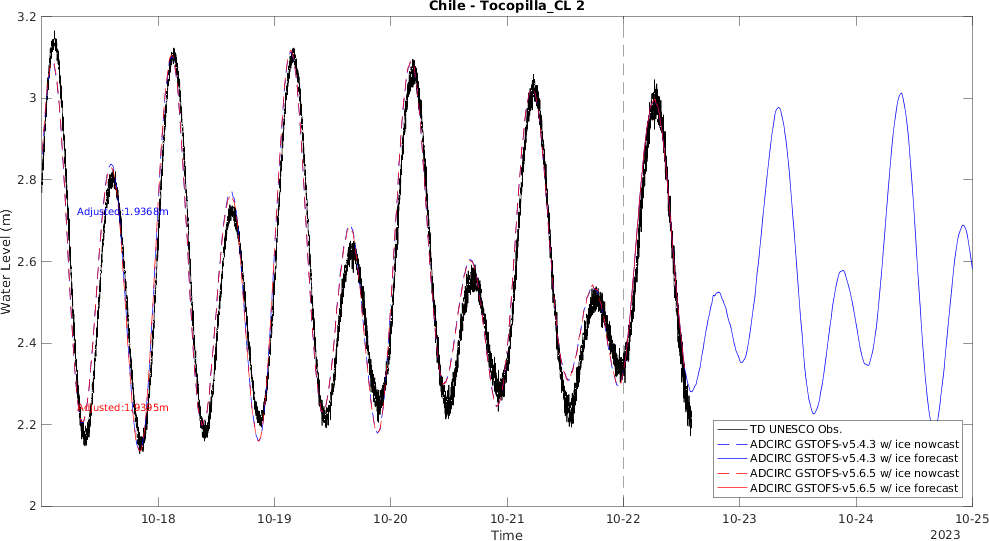 Chile - Tocopilla_CL 2
3.2
3
2.8
2.6
2.4
2.2
2
Water Level (m)
Adjusted:1.9368m
Adjusted:1.9395m
TD UNESCO Obs.
ADCIRC GSTOFS-v5.4.3 w/ ice nowcast
ADCIRC GSTOFS-v5.4.3 w/ ice forecast
ADCIRC GSTOFS-v5.6.5 w/ ice nowcast
ADCIRC GSTOFS-v5.6.5 w/ ice forecast
10-18 10-19 10-20 10-21 10-22 10-23 10-24 10-25
Time
2023